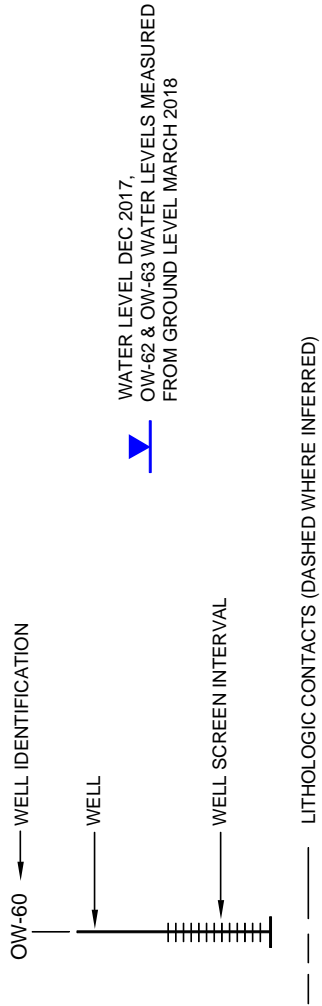 OW-60
WELL IDENTIFICATION
WELL
WELL SCREEN INTERVAL
LITHOLOGIC CONTACTS (DASHED WHERE INFERRED)
WATER LEVEL DEC 2017,
OW-62 & OW-63 WATER LEVELS MEASURED
FROM GROUND LEVEL MARCH 2018